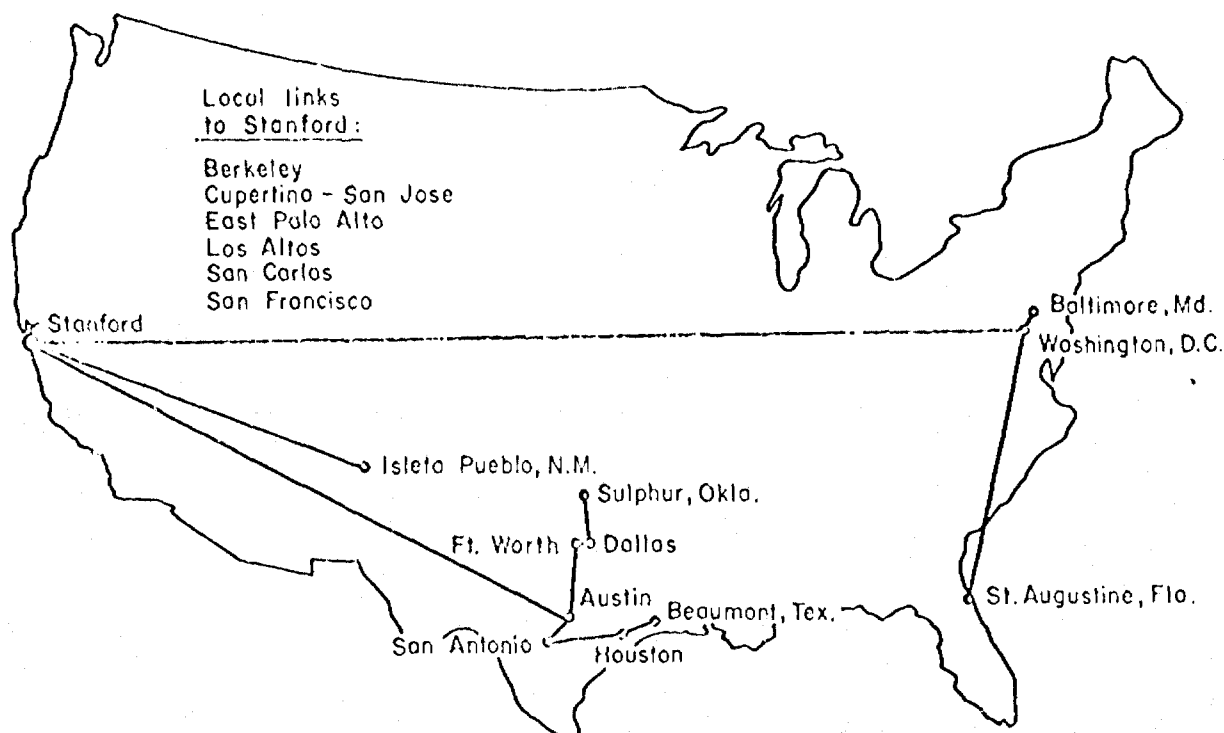 Local links
to Stanford:
Berkeley
Cupertino - San Jose
East Palo Alto
Los Altos
San Carlos
San Francisco
Stanford
Baltimore, Md.
Washington, D.C.
Isleta Pueblo, N.M.
Sulphur, Okla.
Ft. Worth
Dallas
Austin
Beaumont, Tex.
St. Augustine, Fla.
San Antonio
Houston